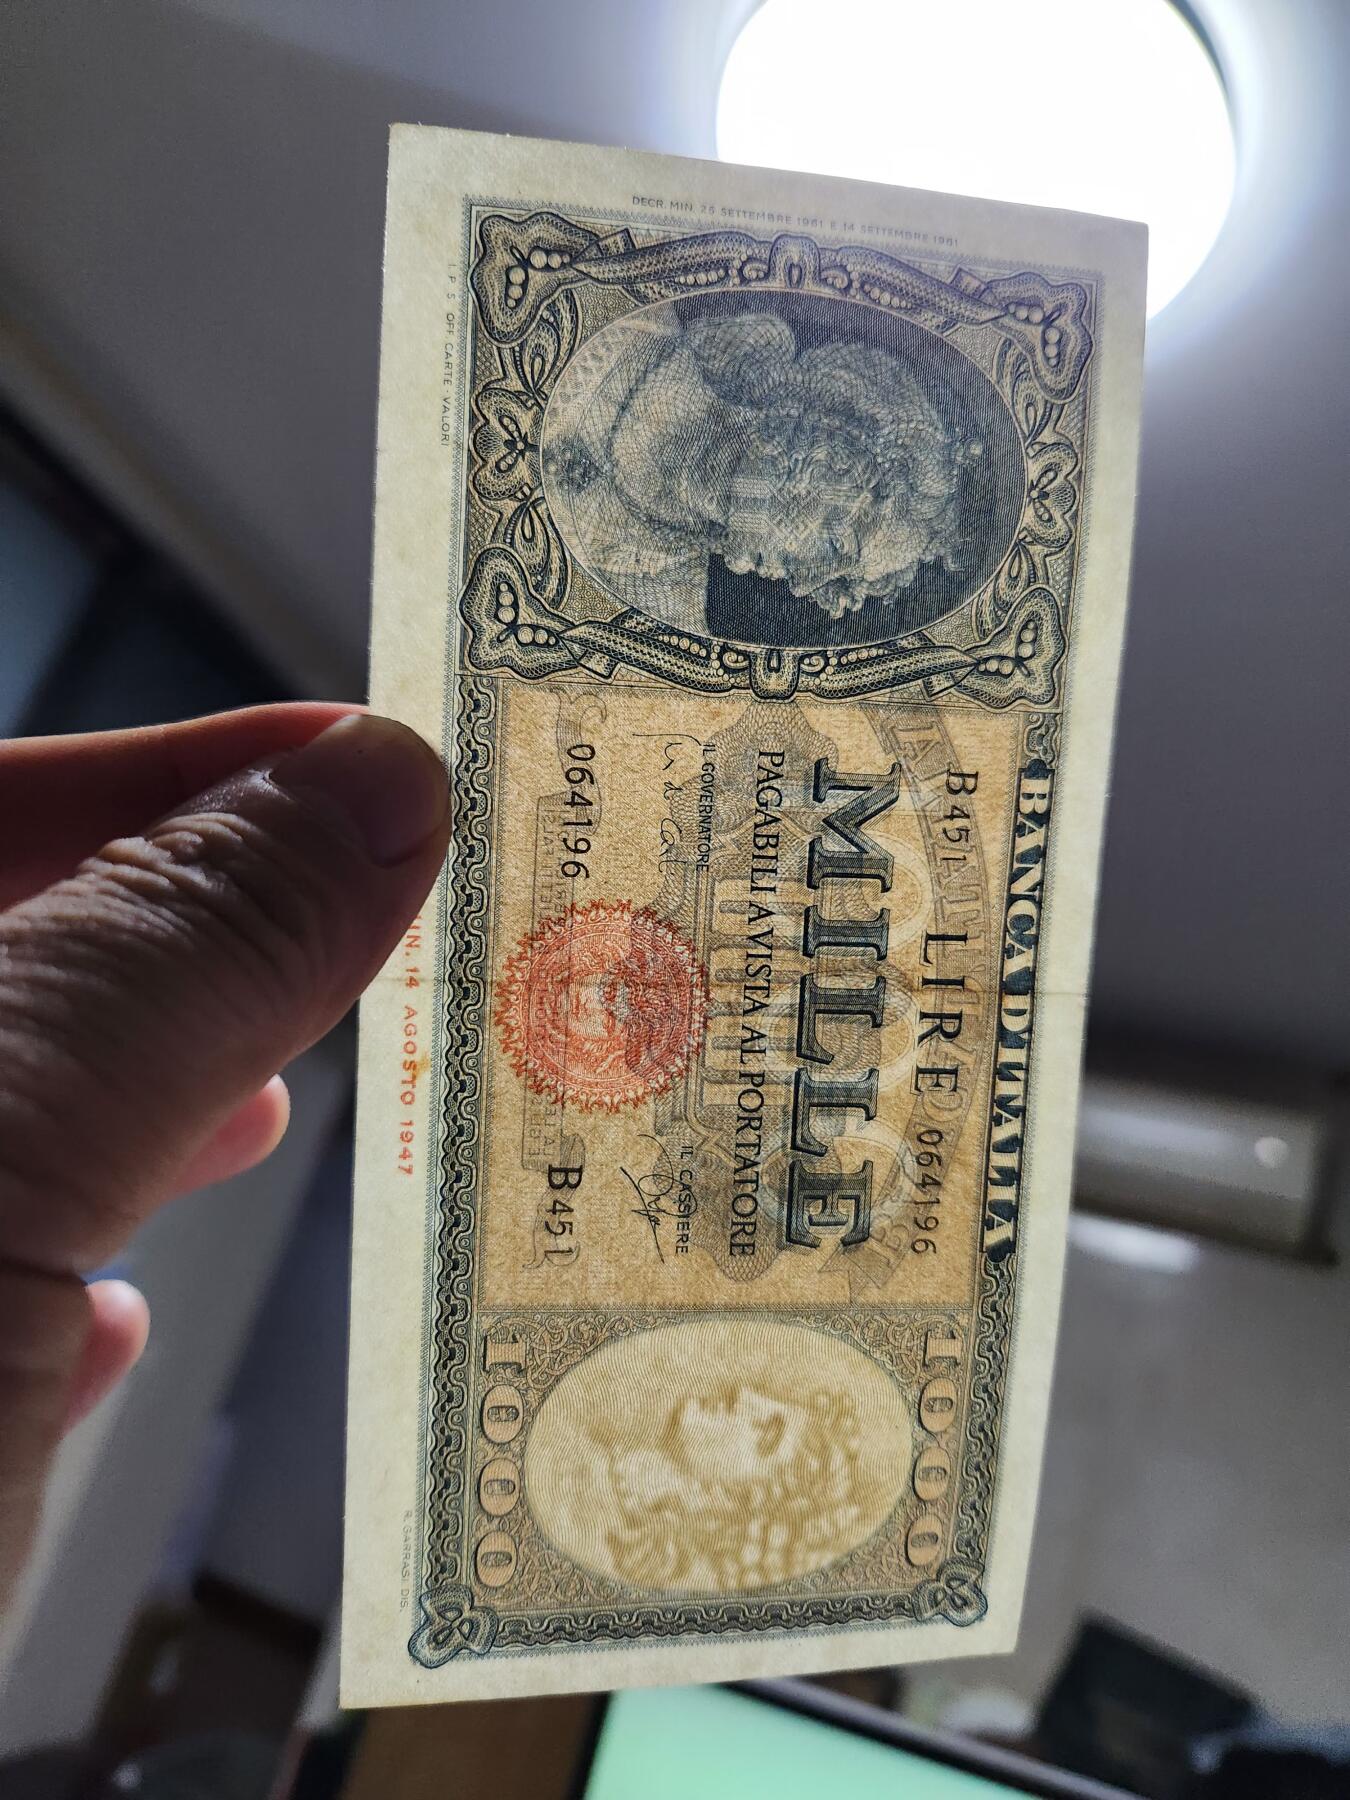 DECR. MIN. 25 SETTEMBRE 1961 E 14 SETTEMBRE 1961
BANCA D'ITALIA
B451 LIRE 064196
MILLE
PAGABILI A VISTA AL PORTATORE
IL GOVERNATORE
IL CASSIERE
064196 B451
1000
1000
I. P. S. OFF. CARTE-VALORI
14 AGOSTO 1947
R. GARRASI DIS.